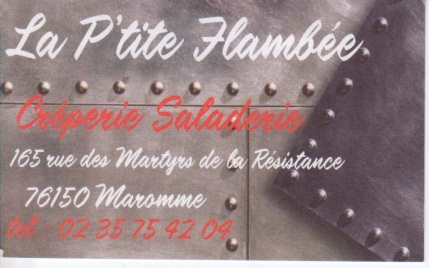 La P'tite Flambée
Crêperie Saladerie
165 rue des Martyrs de la Résistance
76150 Maromme
tel : 02 35 75 42 04